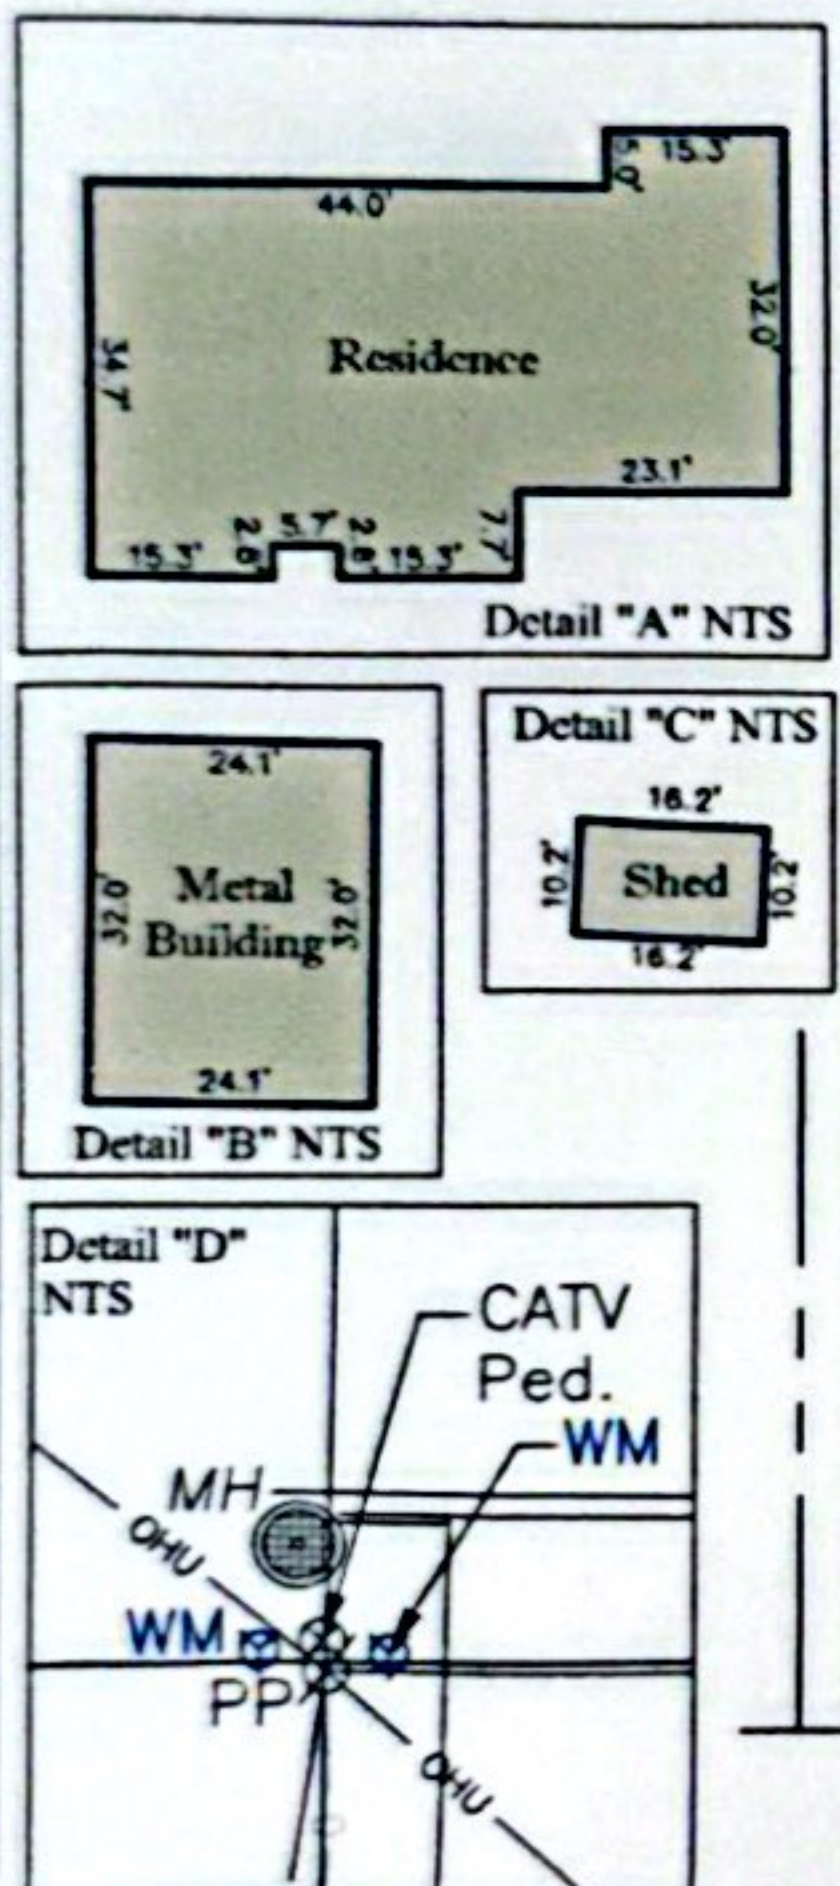 15.3'
5.0'
44.0'
32.0'
34.7'
Residence
23.1'
5.7'
2.8'
2.8'
7.7'
15.3'
15.3'
Detail "A" NTS
24.1'
Metal
Building
32.0'
32.0'
24.1'
Detail "B" NTS
Detail "C" NTS
16.2'
10.2'
Shed
10.2'
16.2'
Detail "D"
NTS
CATV
Ped.
WM
MH
OHU
WM
PP
OHU